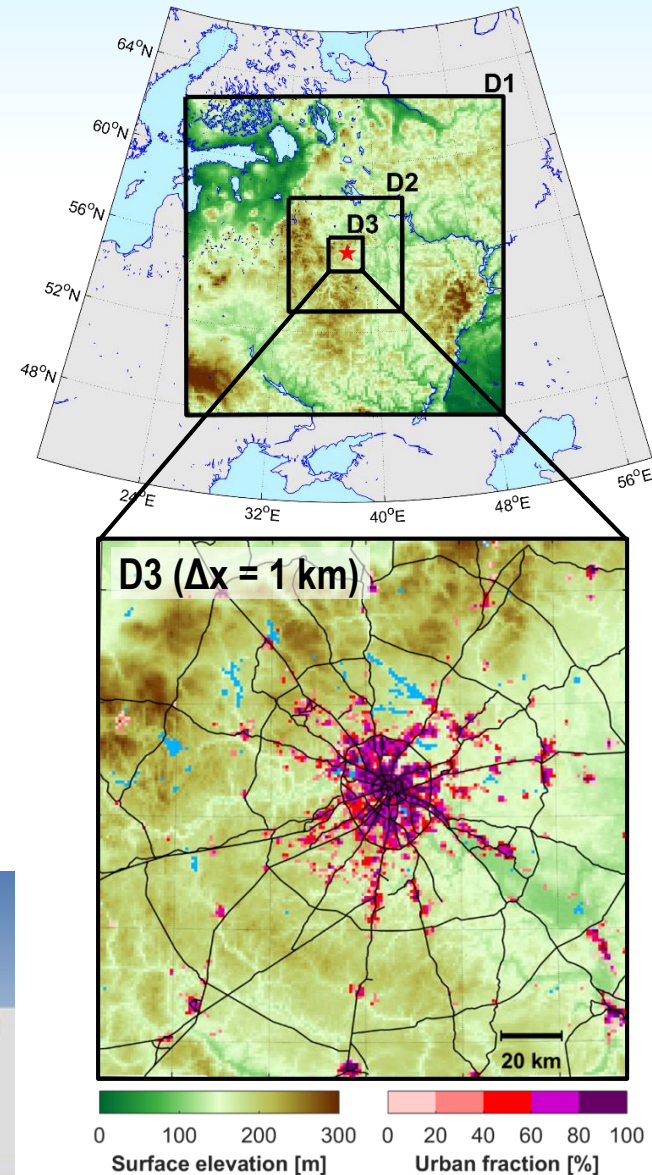 64°N
60°N
56°N
52°N
48°N
D1
D2
D3
24°E
32°E
40°E
48°E
56°E
D3 (Δx = 1 km)
20 km
0 100 200 300
Surface elevation [m]
0 20 40 60 80 100
Urban fraction [%]